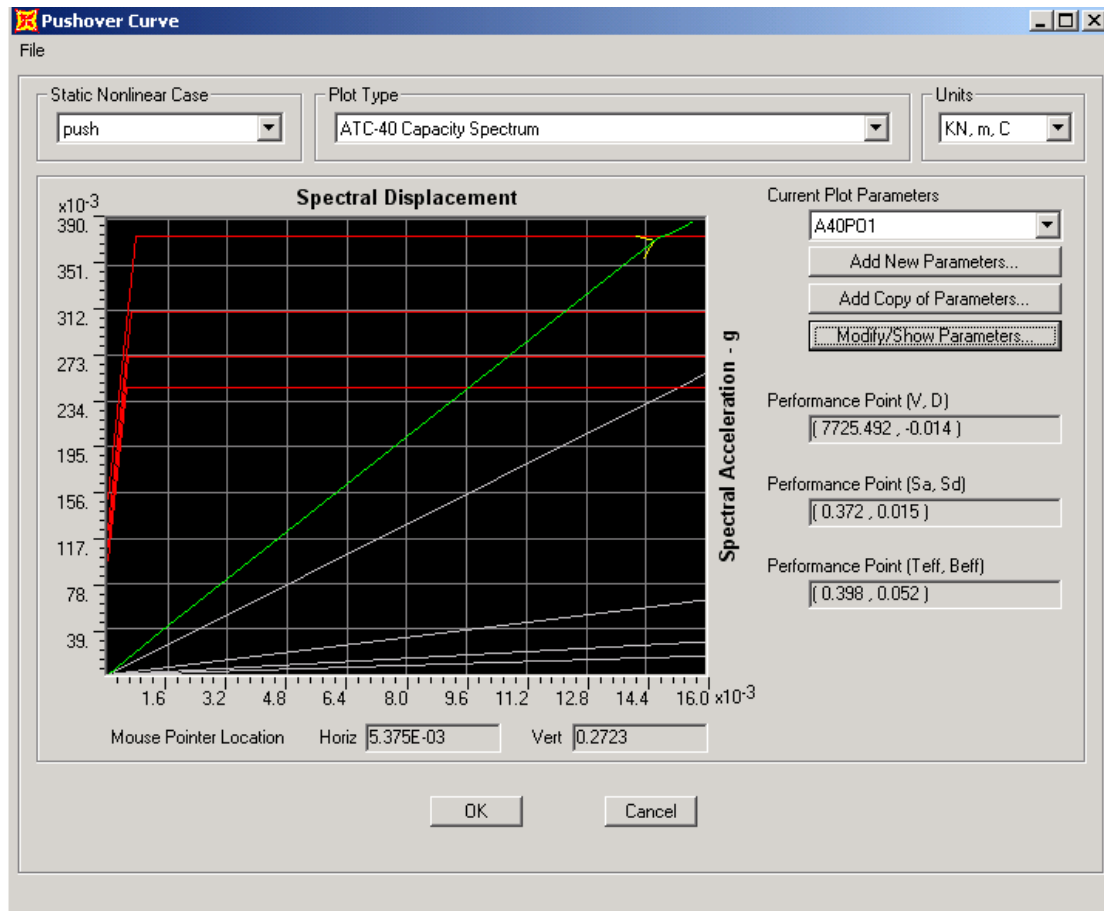 Pushover Curve
File
Static Nonlinear Case
push
Plot Type
ATC-40 Capacity Spectrum
Units
KN, m, C
Spectral Displacement
x10-3
390.
351.
312.
273.
234.
195.
156.
117.
78.
39.
1.6 3.2 4.8 6.4 8.0 9.6 11.2 12.8 14.4 16.0 x10-3
Spectral Acceleration - g
Mouse Pointer Location Horiz 5.375E-03 Vert 0.2723
Current Plot Parameters
A40PO1
Add New Parameters...
Add Copy of Parameters...
Modify/Show Parameters...
Performance Point (V, D)
( 7725.492 , -0.014 )
Performance Point (Sa, Sd)
( 0.372 , 0.015 )
Performance Point (Teff, Beff)
( 0.398 , 0.052 )
OK
Cancel